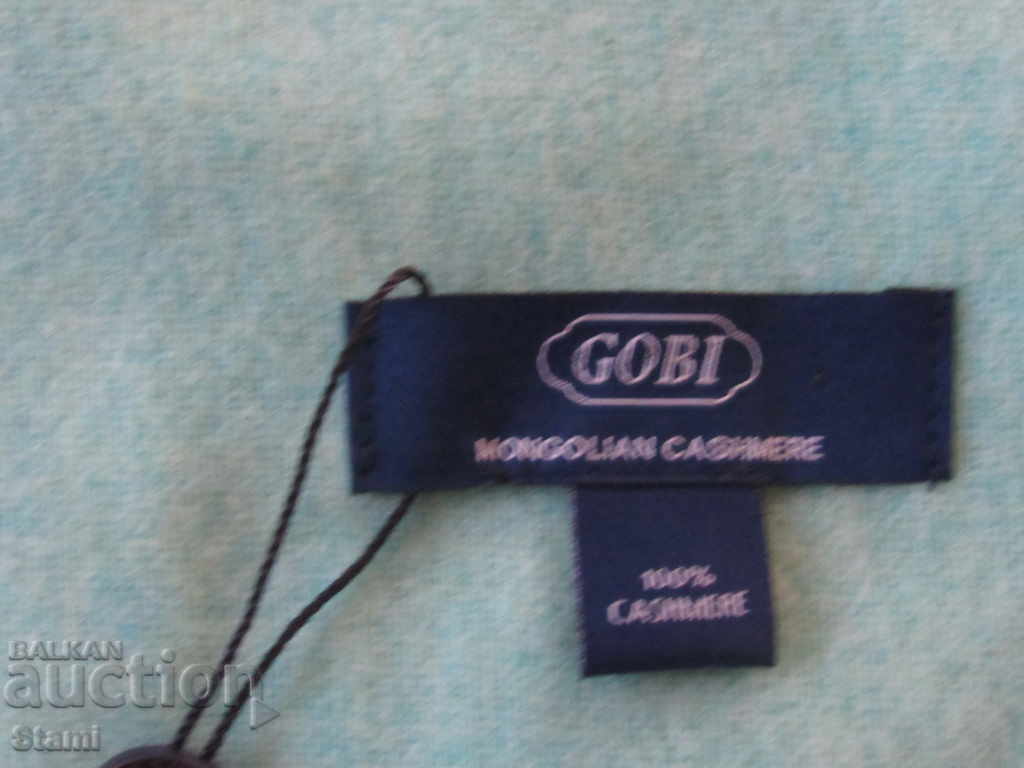 GOBI
MONGOLIAN CASHMERE
100%
CASHMERE
BALKAN
auction
Stami